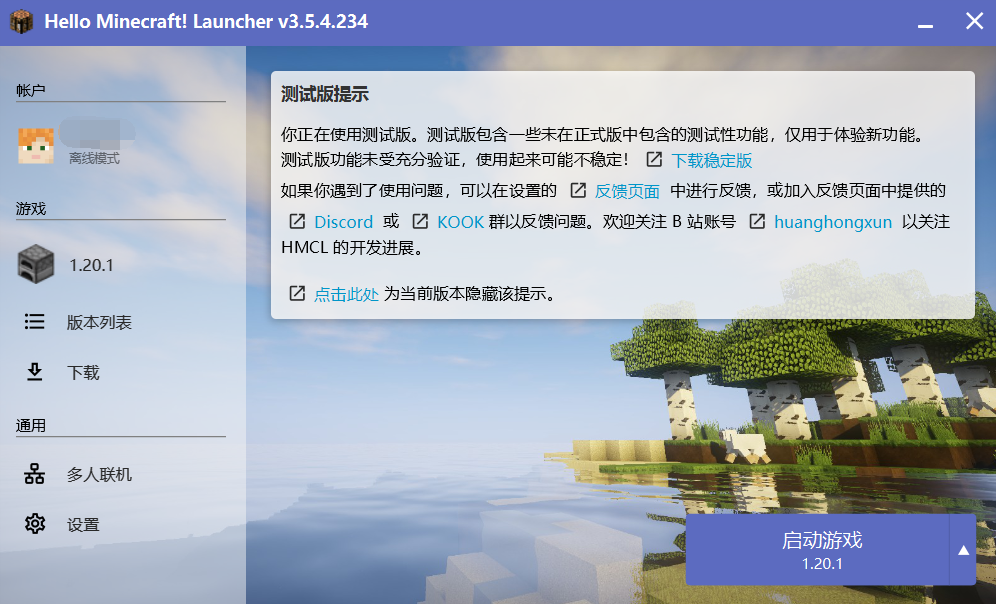 Hello Minecraft! Launcher v3.5.4.234
帐户
离线模式
游戏
1.20.1
版本列表
下载
通用
多人联机
设置
测试版提示
你正在使用测试版。测试版包含一些未在正式版中包含的测试性功能，仅用于体验新功能。
测试版功能未受充分验证，使用起来可能不稳定！ 下载稳定版
如果你遇到了使用问题，可以在设置的 反馈页面 中进行反馈，或加入反馈页面中提供的
Discord 或 KOOK 群以反馈问题。欢迎关注 B 站账号 huanghongxun 以关注
HMCL 的开发进展。
点击此处 为当前版本隐藏该提示。
启动游戏
1.20.1